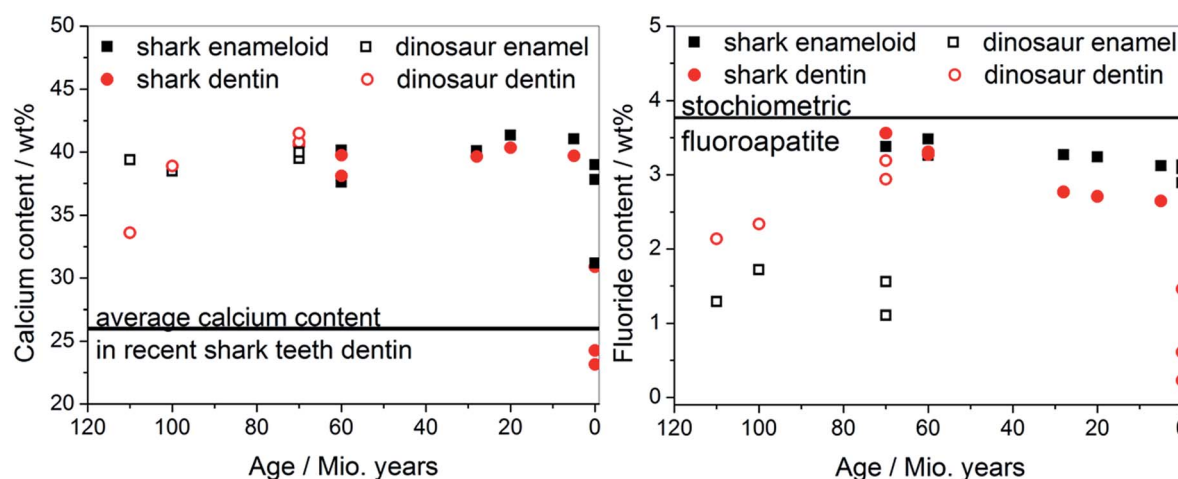 50
45
40
35
30
25
20
Calcium content / wt%
shark enameloid
dinosaur enamel
shark dentin
dinosaur dentin
average calcium content
in recent shark teeth dentin
120 100 80 60 40 20 0
Age / Mio. years
5
4
3
2
1
0
Fluoride content / wt%
shark enameloid
dinosaur enamel
shark dentin
dinosaur dentin
stochiometric
fluoroapatite
120 100 80 60 40 20 0
Age / Mio. years